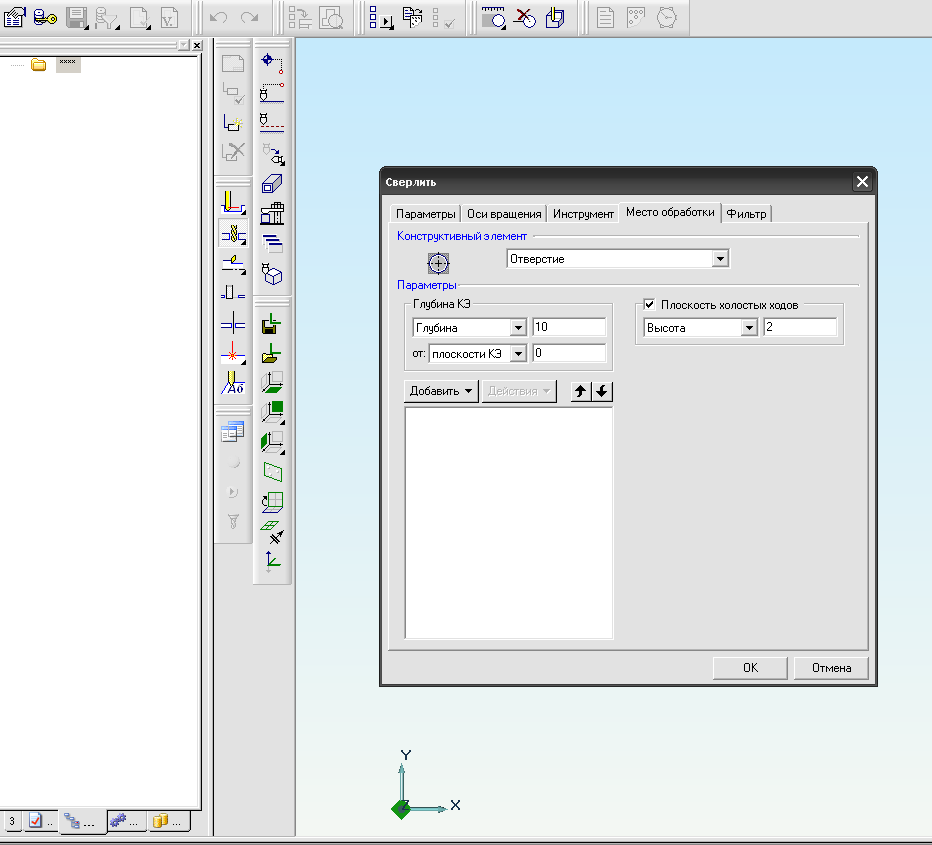 ****
Сверлить
Параметры
Оси вращения
Инструмент
Место обработки
Фильтр
Конструктивный элемент
Отверстие
Параметры
Глубина КЭ
Плоскость холостых ходов
Глубина
10
Высота
2
от:
плоскости КЭ
0
Добавить
Действия
OK
Отмена
Y
X
Z
3
..
...
...
...